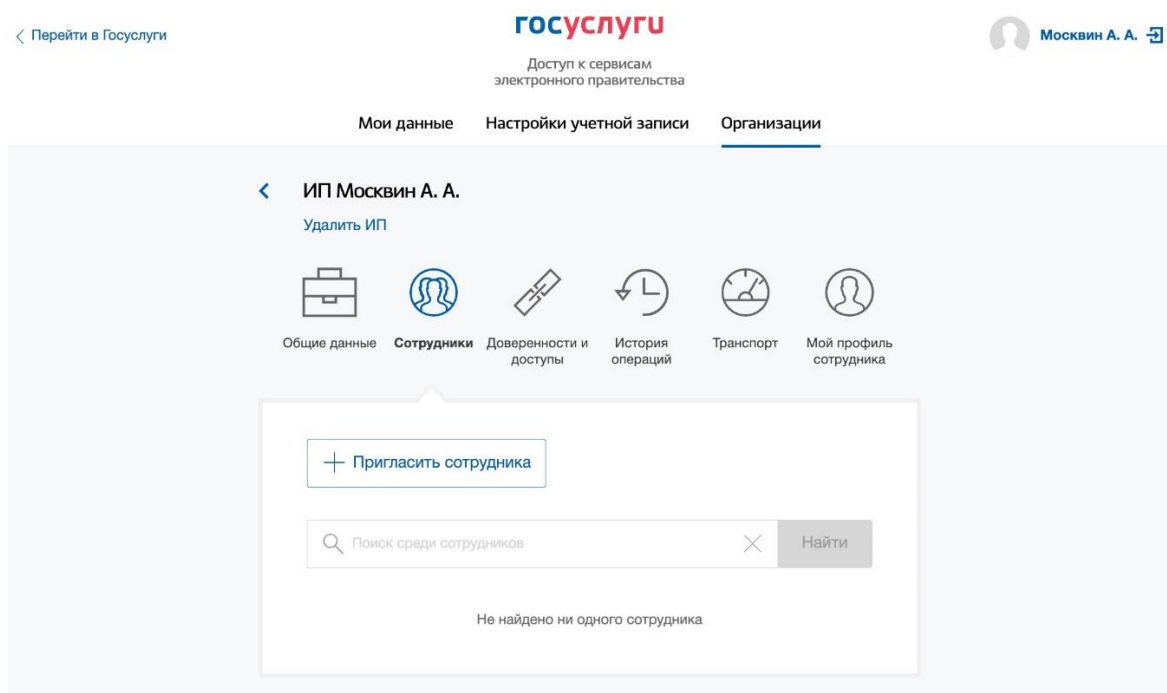 Перейти в Госуслуги
госуслуги
Москвин А. А.
Доступ к сервисам
электронного правительства
Мои данные Настройки учетной записи Организации
ИП Москвин А. А.
Удалить ИП
Общие данные
Сотрудники
Доверенности и
доступы
История
операций
Транспорт
Мой профиль
сотрудника
Пригласить сотрудника
Поиск среди сотрудников
Найти
Не найдено ни одного сотрудника